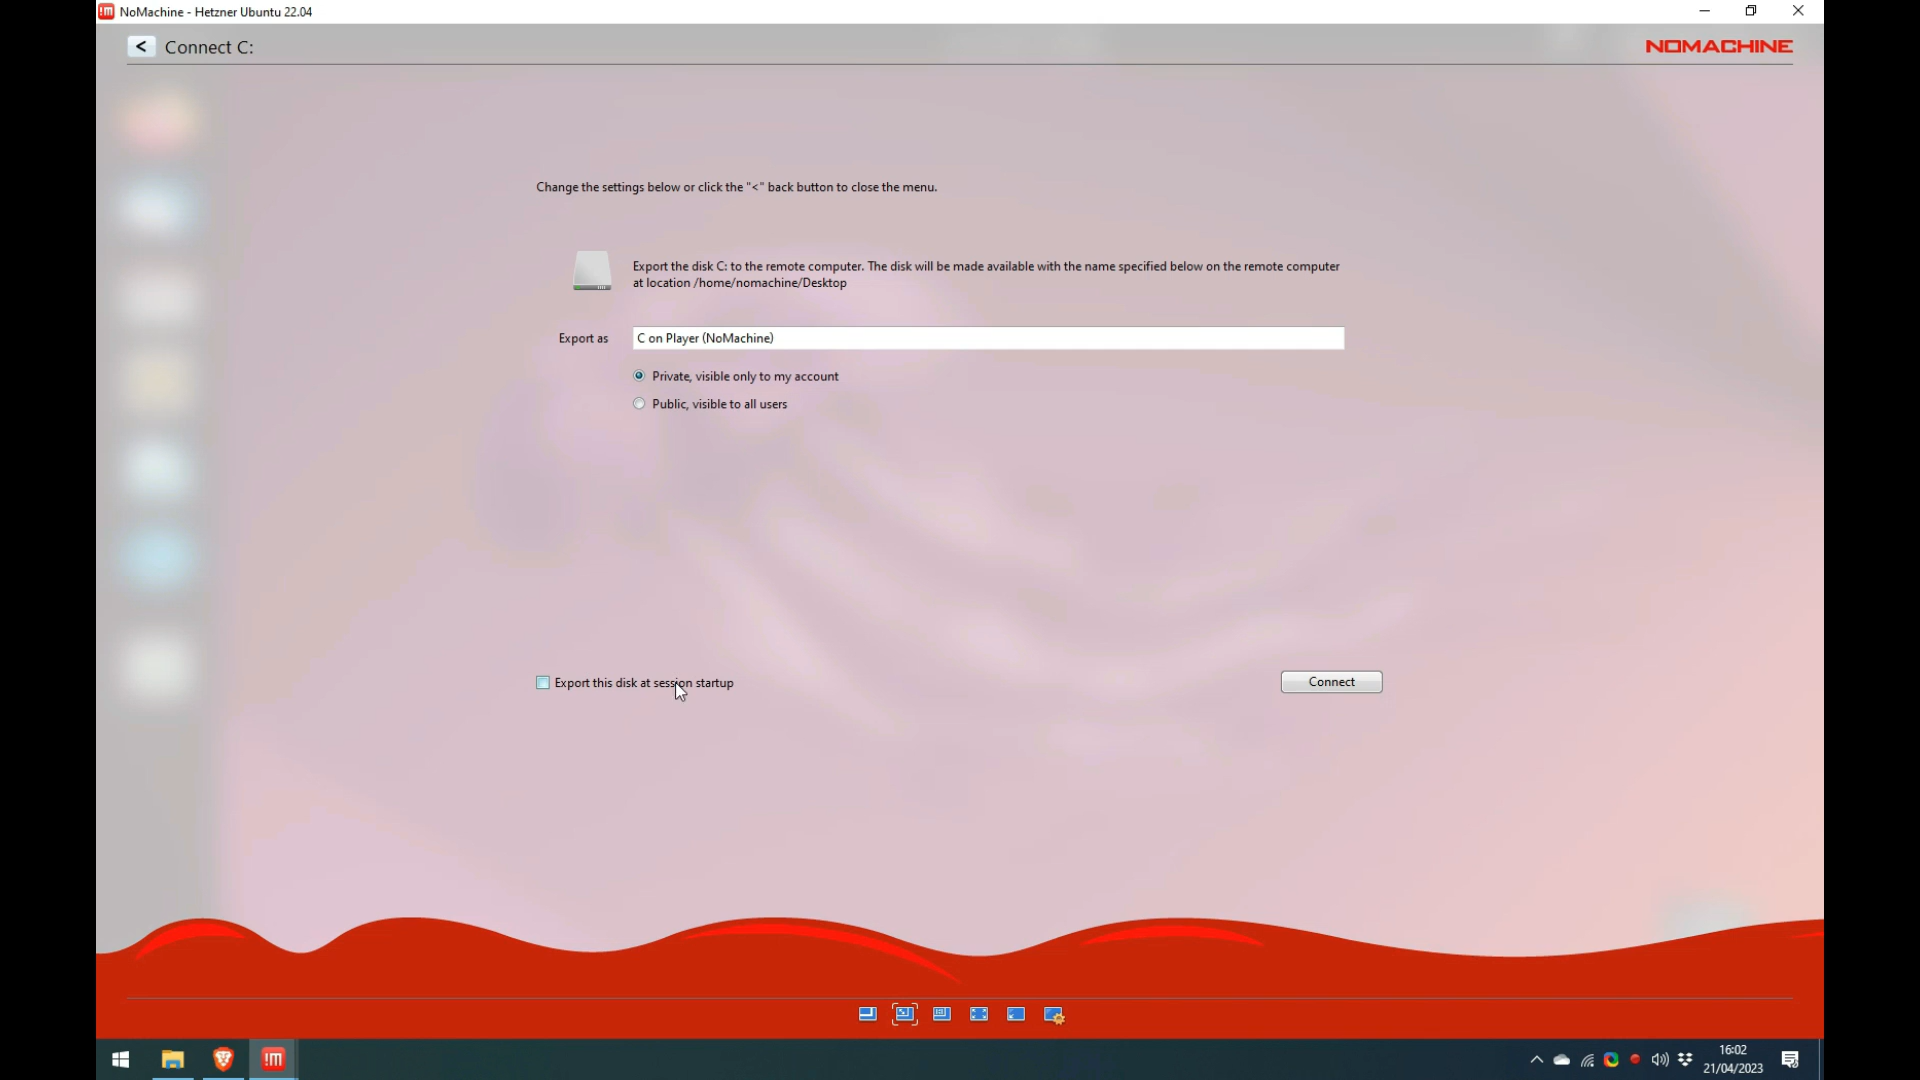 NoMachine - Hetzner Ubuntu 22.04
< Connect C:
NOMACHINE
Change the settings below or click the "<" back button to close the menu.
Export the disk C: to the remote computer. The disk will be made available with the name specified below on the remote computer
at location /home/nomachine/Desktop
Export as C on Player (NoMachine)
Private, visible only to my account
Public, visible to all users
Export this disk at session startup
Connect
!M
16:02
21/04/2023